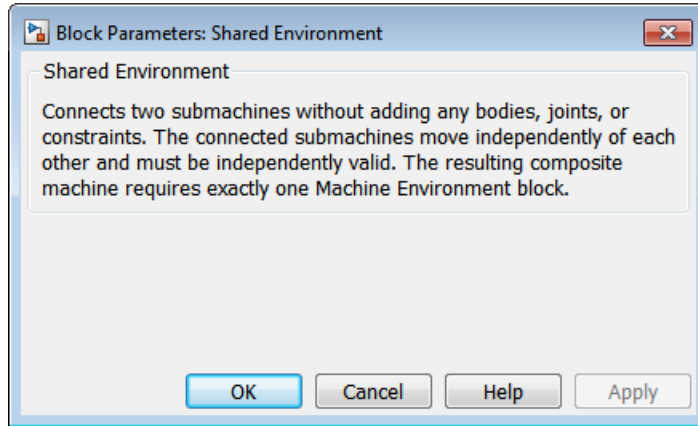 Block Parameters: Shared Environment
Shared Environment
Connects two submachines without adding any bodies, joints, or
constraints. The connected submachines move independently of each
other and must be independently valid. The resulting composite
machine requires exactly one Machine Environment block.
OK Cancel Help Apply